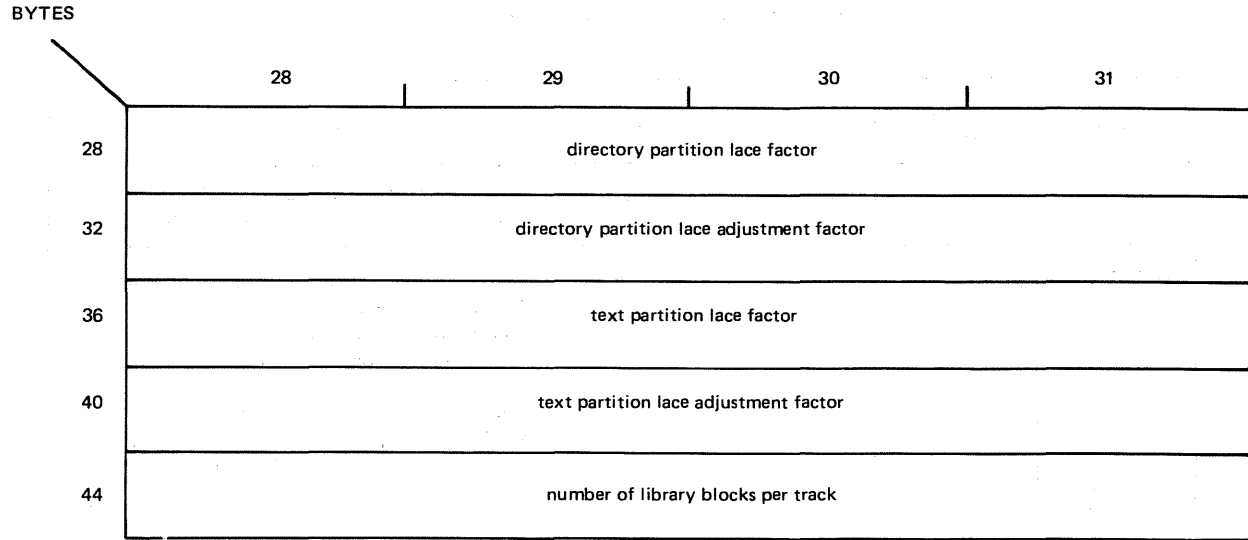 BYTES
28 29 30 31
28 directory partition lace factor
32 directory partition lace adjustment factor
36 text partition lace factor
40 text partition lace adjustment factor
44 number of library blocks per track